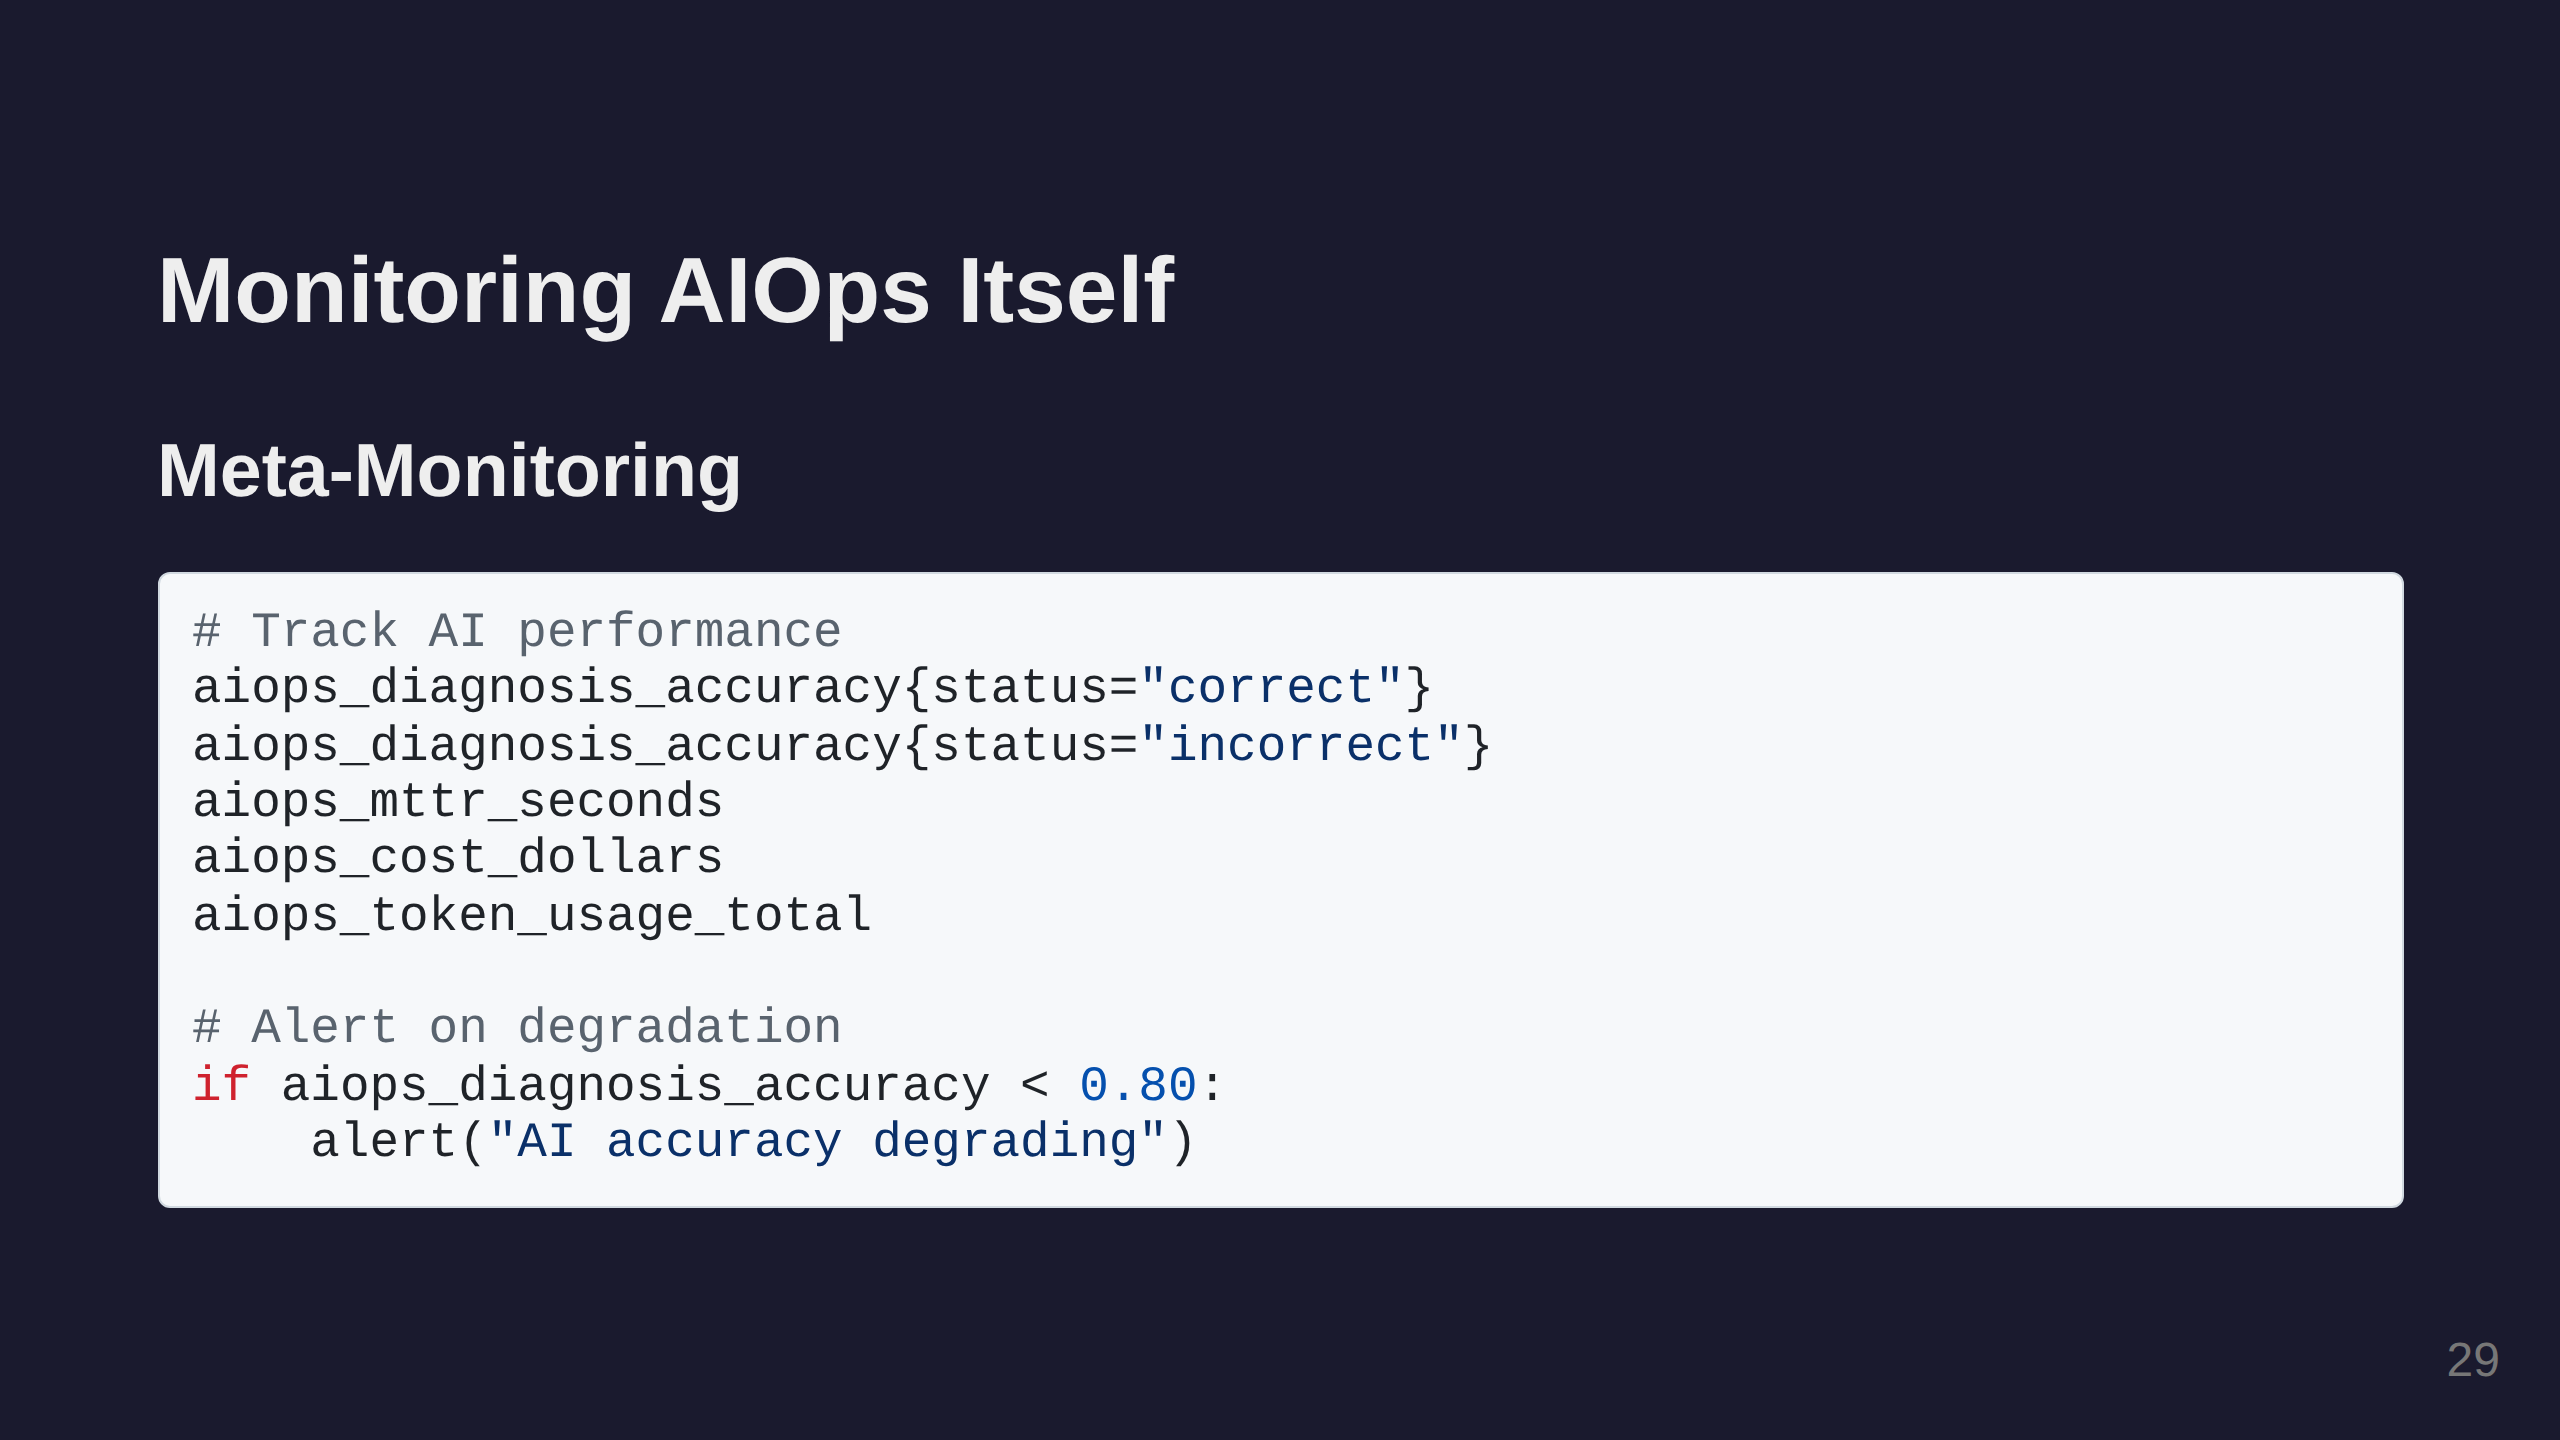 Monitoring AIOps Itself
Meta-Monitoring
# Track AI performance
aiops_diagnosis_accuracy{status="correct"}
aiops_diagnosis_accuracy{status="incorrect"}
aiops_mttr_seconds
aiops_cost_dollars
aiops_token_usage_total
# Alert on degradation
if aiops_diagnosis_accuracy < 0.80:
    alert("AI accuracy degrading")
29